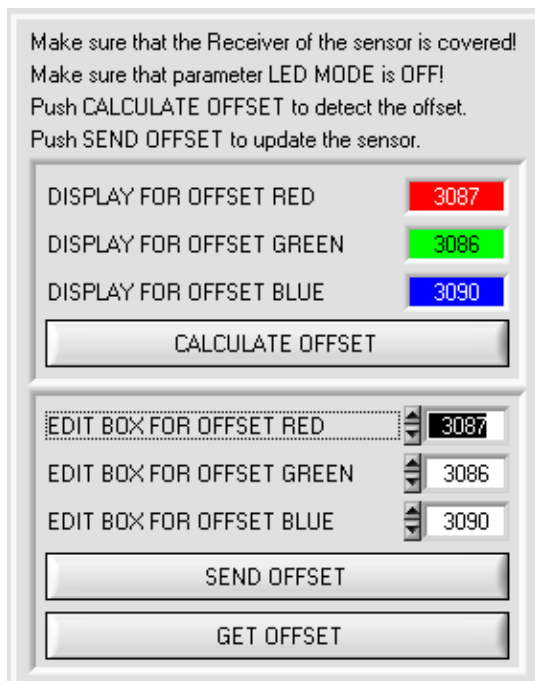 Make sure that the Receiver of the sensor is covered!
Make sure that parameter LED MODE is OFF!
Push CALCULATE OFFSET to detect the offset.
Push SEND OFFSET to update the sensor.
DISPLAY FOR OFFSET RED 3087
DISPLAY FOR OFFSET GREEN 3086
DISPLAY FOR OFFSET BLUE 3090
CALCULATE OFFSET
EDIT BOX FOR OFFSET RED 3087
EDIT BOX FOR OFFSET GREEN 3086
EDIT BOX FOR OFFSET BLUE 3090
SEND OFFSET
GET OFFSET